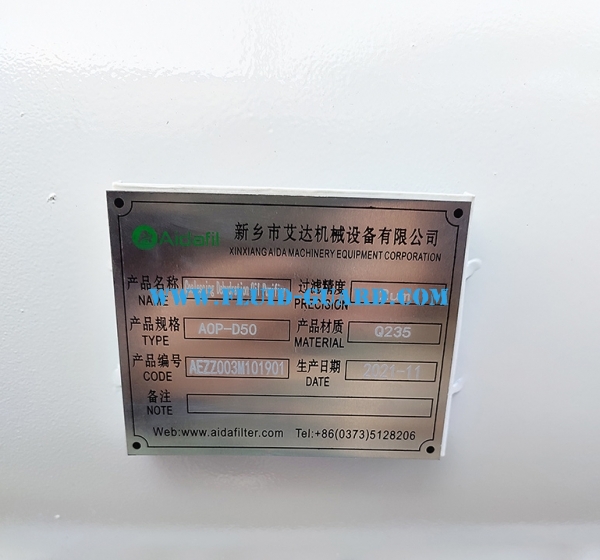 Aidafil 新乡市艾达机械设备有限公司
XINXIANG AIDA MACHINERY EQUIPMENT CORPORATION
产品名称 Dehydration Oil 过滤精度
NAME PRECISION
WWW.FLUID-GUARD.COM
产品规格 AOP-D50 产品材质 Q235
TYPE MATERIAL
产品编号 AEZZ003M101901 生产日期 2021-11
CODE DATE
备注
NOTE
Web:www.aidafilter.com Tel:+86(0373)5128206